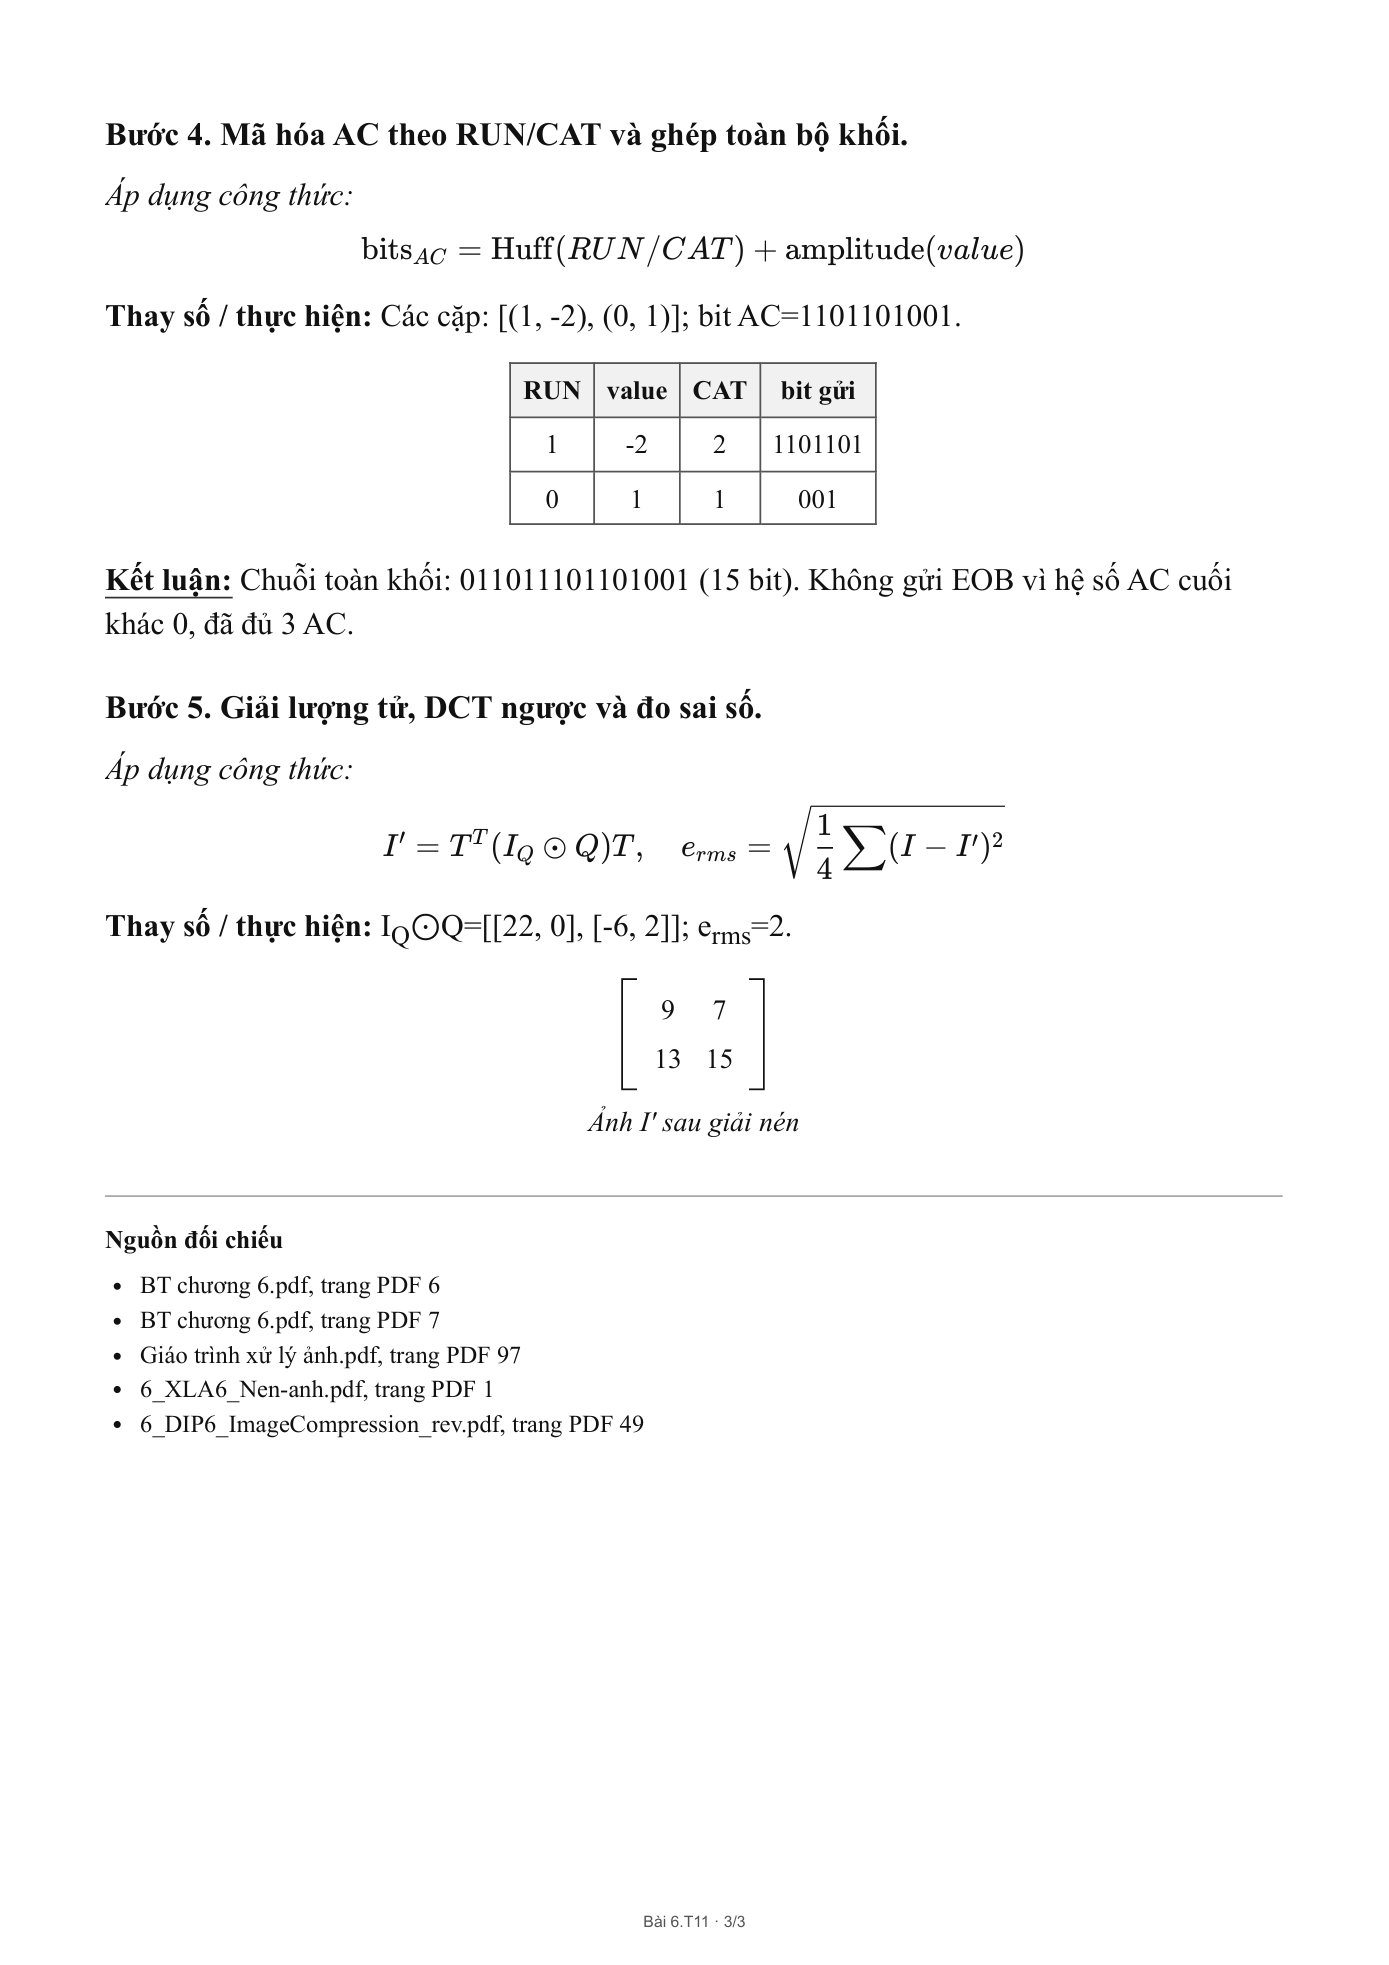 Bước 4. Mã hóa AC theo RUN/CAT và ghép toàn bộ khối.
Áp dụng công thức:
bits_{AC} = Huff(RUN/CAT) + amplitude(value)
Thay số / thực hiện: Các cặp: [(1, -2), (0, 1)]; bit AC=1101101001.
RUN value CAT bit gửi
1 -2 2 1101101
0 1 1 001
Kết luận: Chuỗi toàn khối: 011011101101001 (15 bit). Không gửi EOB vì hệ số AC cuối
khác 0, đã đủ 3 AC.
Bước 5. Giải lượng tử, DCT ngược và đo sai số.
Áp dụng công thức:
I′ = T^T(I_Q ⊙ Q)T, e_{rms} = √(1/4 ∑(I − I′)²)
Thay số / thực hiện: I_Q⊙Q=[[22, 0], [-6, 2]]; e_{rms}=2.
9 7
13 15
Ảnh I′ sau giải nén
Nguồn đối chiếu
• BT chương 6.pdf, trang PDF 6
• BT chương 6.pdf, trang PDF 7
• Giáo trình xử lý ảnh.pdf, trang PDF 97
• 6_XLA6_Nen-anh.pdf, trang PDF 1
• 6_DIP6_ImageCompression_rev.pdf, trang PDF 49
Bài 6.T11 · 3/3